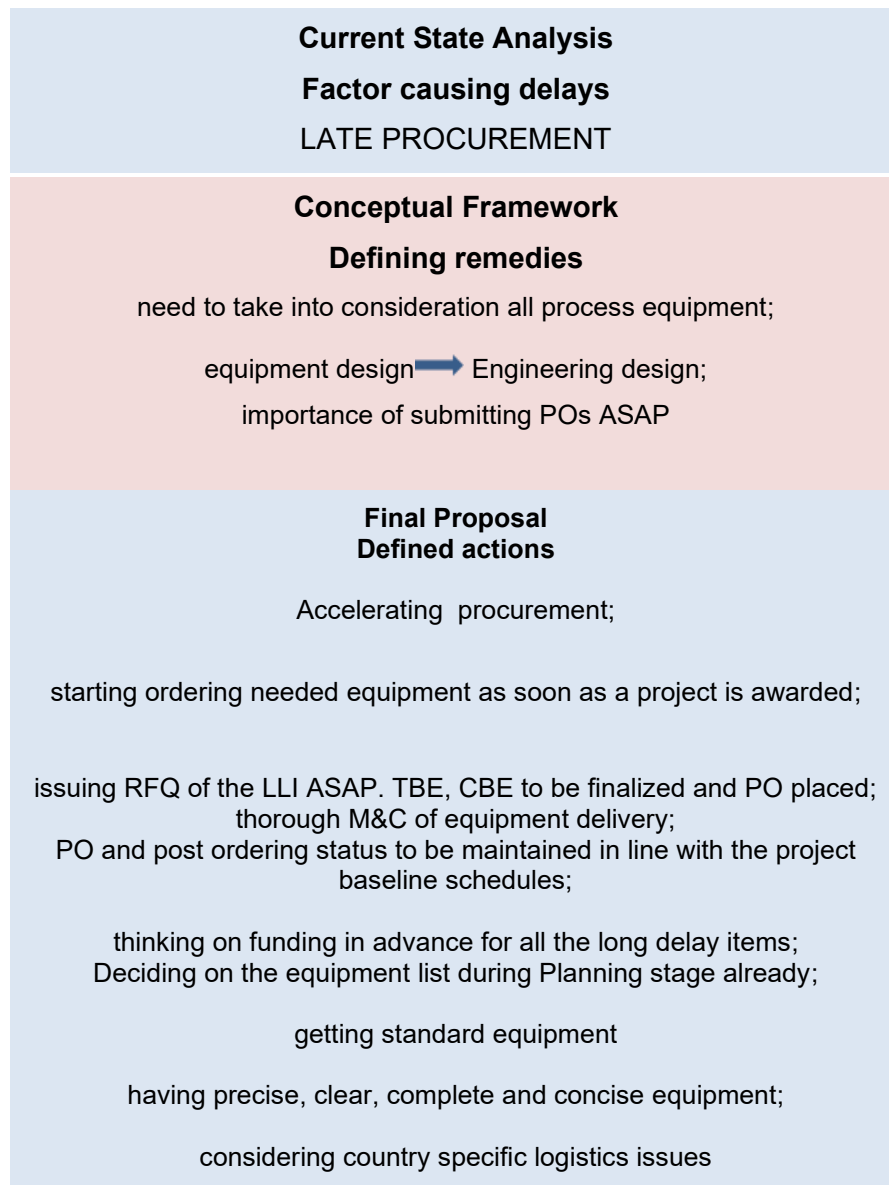 Current State Analysis
Factor causing delays
LATE PROCUREMENT
Conceptual Framework
Defining remedies
need to take into consideration all process equipment;
equipment design Engineering design;
importance of submitting POs ASAP
Final Proposal
Defined actions
Accelerating procurement;
starting ordering needed equipment as soon as a project is awarded;
issuing RFQ of the LLI ASAP. TBE, CBE to be finalized and PO placed;
thorough M&C of equipment delivery;
PO and post ordering status to be maintained in line with the project
baseline schedules;
thinking on funding in advance for all the long delay items;
Deciding on the equipment list during Planning stage already;
getting standard equipment
having precise, clear, complete and concise equipment;
considering country specific logistics issues